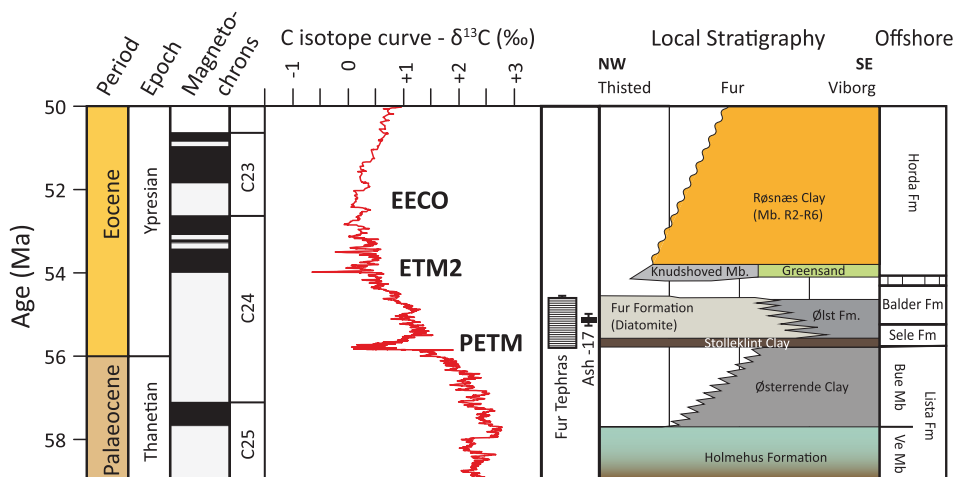 Period
Epoch
Magneto-
chrons
C isotope curve - δ¹³C (‰)
-1
0
+1
+2
+3
Local Stratigraphy
Offshore
NW
SE
Thisted
Fur
Viborg
Age (Ma)
50
52
54
56
58
Eocene
Palaeocene
Ypresian
Thanetian
C23
C24
C25
EECO
ETM2
PETM
Fur Tephras
Ash -17
Røsnæs Clay
(Mb. R2-R6)
Knudshoved Mb.
Greensand
Fur Formation
(Diatomite)
Ølst Fm.
Stolleklint Clay
Østerrende Clay
Holmehus Formation
Horda Fm
Balder Fm
Sele Fm
Bue Mb
Ve Mb
Lista Fm